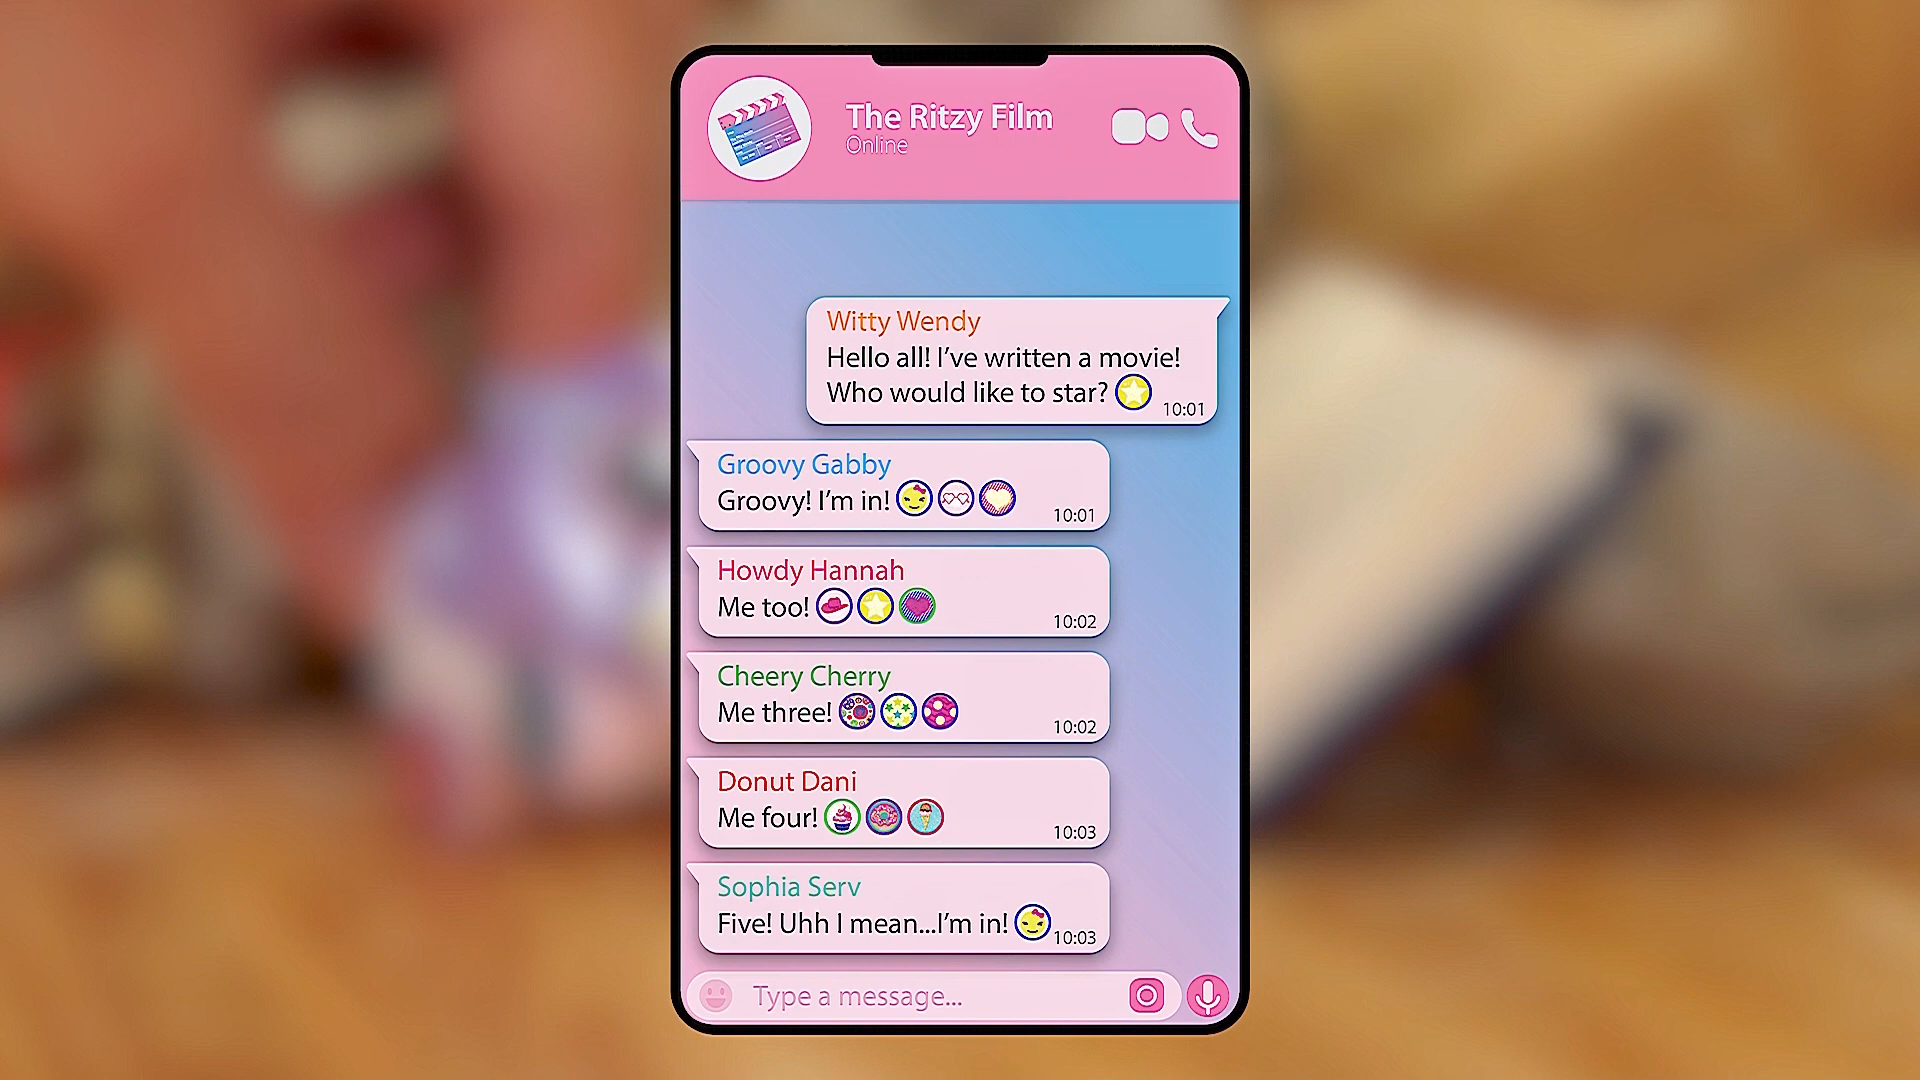 The Ritzy Film
Online
Witty Wendy
Hello all! I've written a movie!
Who would like to star?
10:01
Groovy Gabby
Groovy! I'm in!
10:01
Howdy Hannah
Me too!
10:02
Cheery Cherry
Me three!
10:02
Donut Dani
Me four!
10:03
Sophia Serv
Five! Uhh I mean...I'm in!
10:03
Type a message...